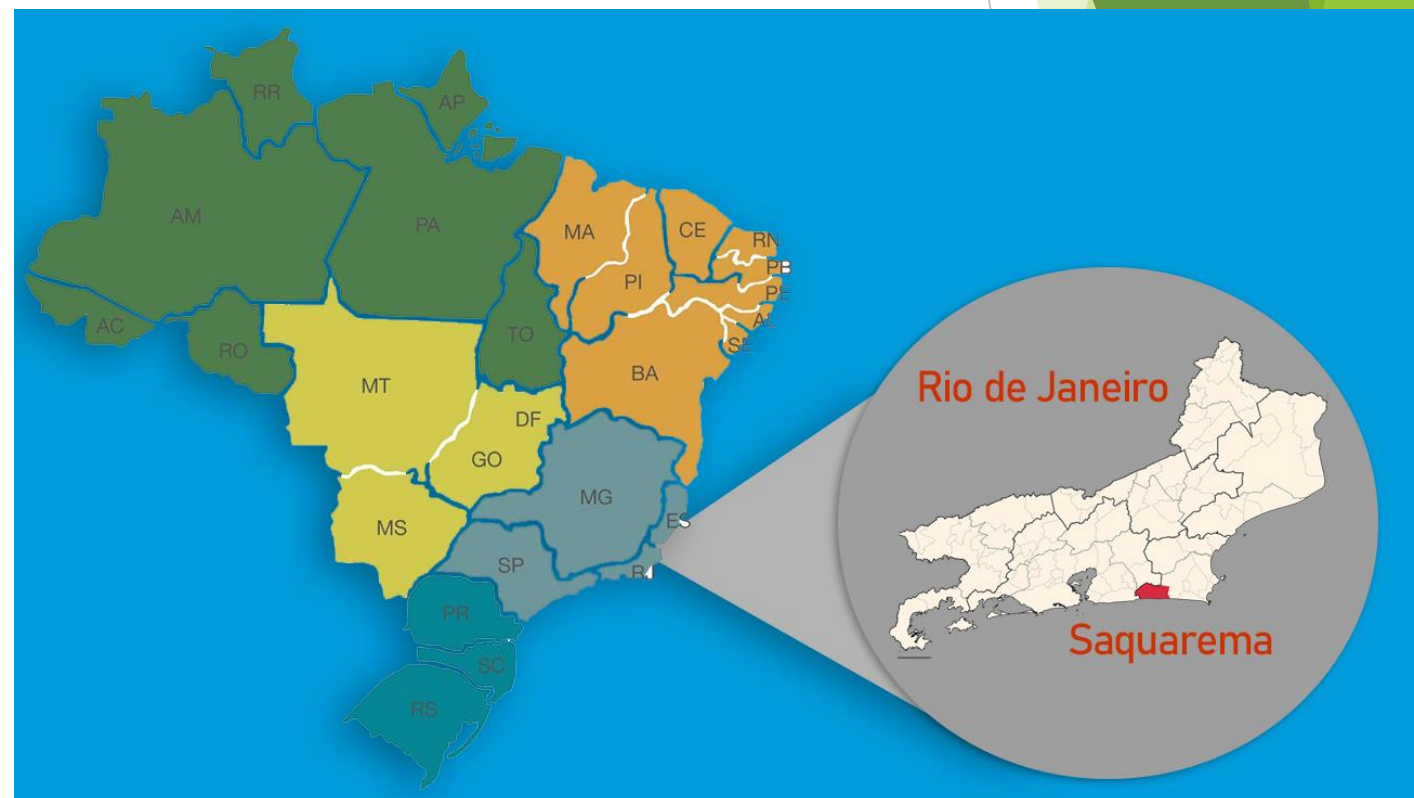 RR
AP
AM
PA
MA
CE
RN
PB
PI
PE
AC
AL
RO
TO
SE
MT
BA
DF
GO
MG
MS
ES
SP
RJ
PR
SC
RS
Rio de Janeiro
Saquarema